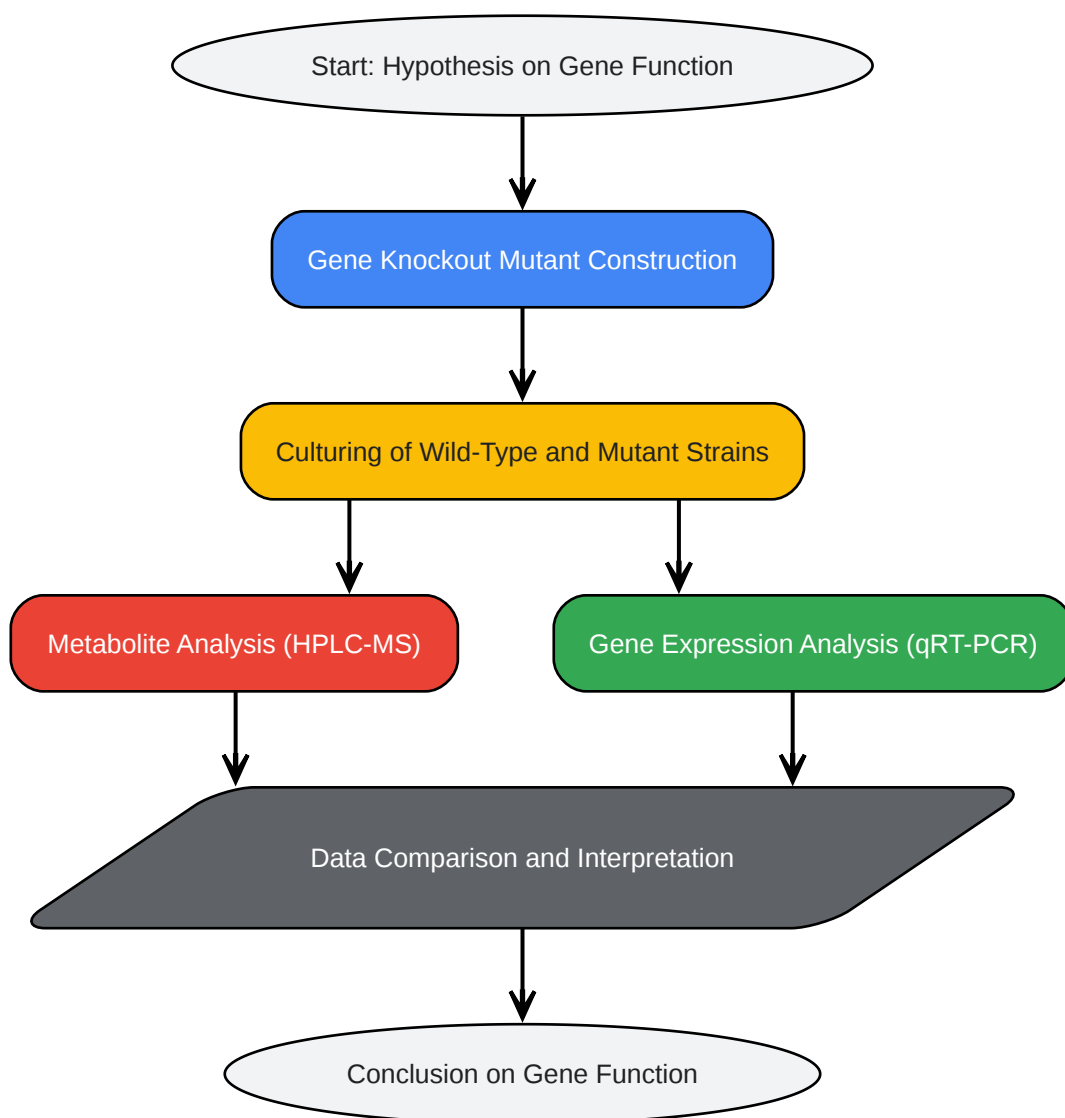 Start: Hypothesis on Gene Function
Gene Knockout Mutant Construction
Culturing of Wild-Type and Mutant Strains
Metabolite Analysis (HPLC-MS)
Gene Expression Analysis (qRT-PCR)
Data Comparison and Interpretation
Conclusion on Gene Function